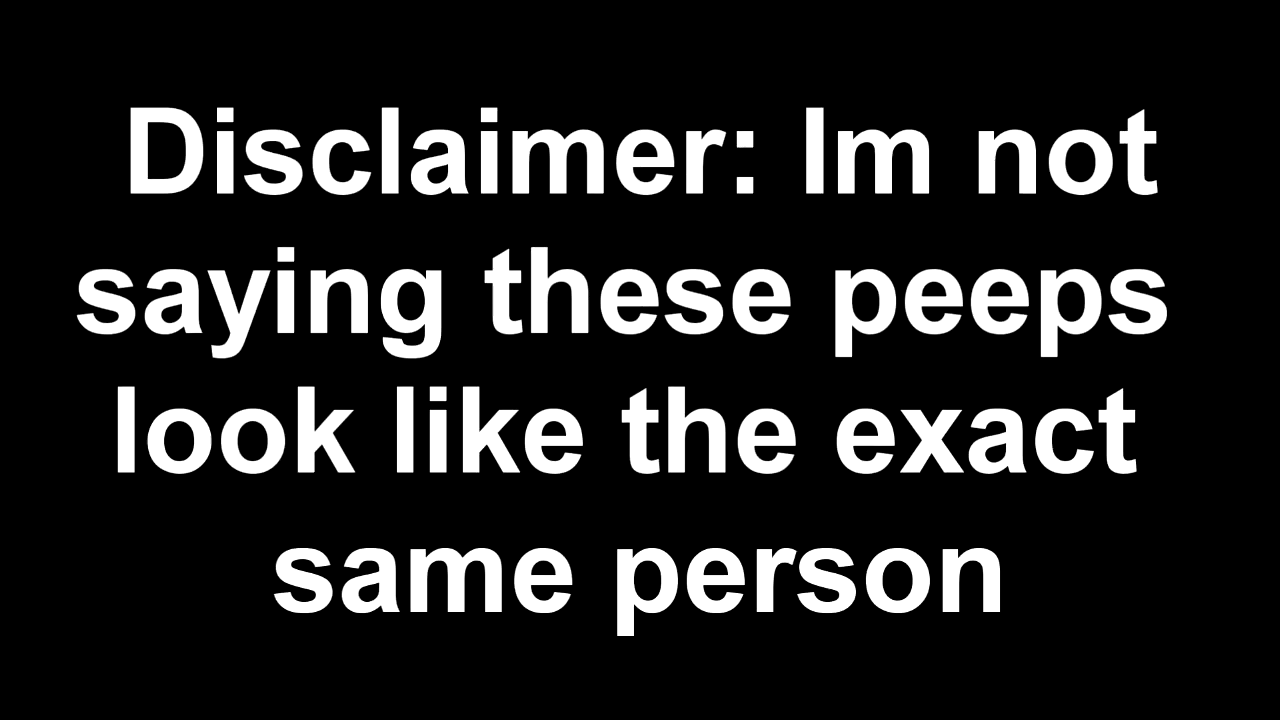 Disclaimer: Im not
saying these peeps
look like the exact
same person